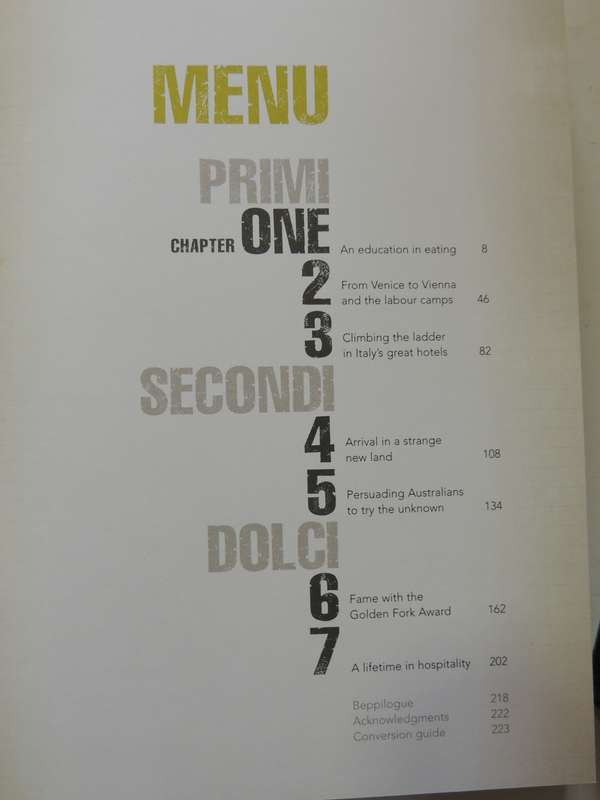 MENU
PRIMI
CHAPTER ONE An education in eating 8
2 From Venice to Vienna
and the labour camps 46
3 Climbing the ladder
in Italy's great hotels 82
SECONDI
4 Arrival in a strange
new land 108
5 Persuading Australians
to try the unknown 134
DOLCI
6 Fame with the
Golden Fork Award 162
7 A lifetime in hospitality 202
Beppilogue 218
Acknowledgments 222
Conversion guide 223